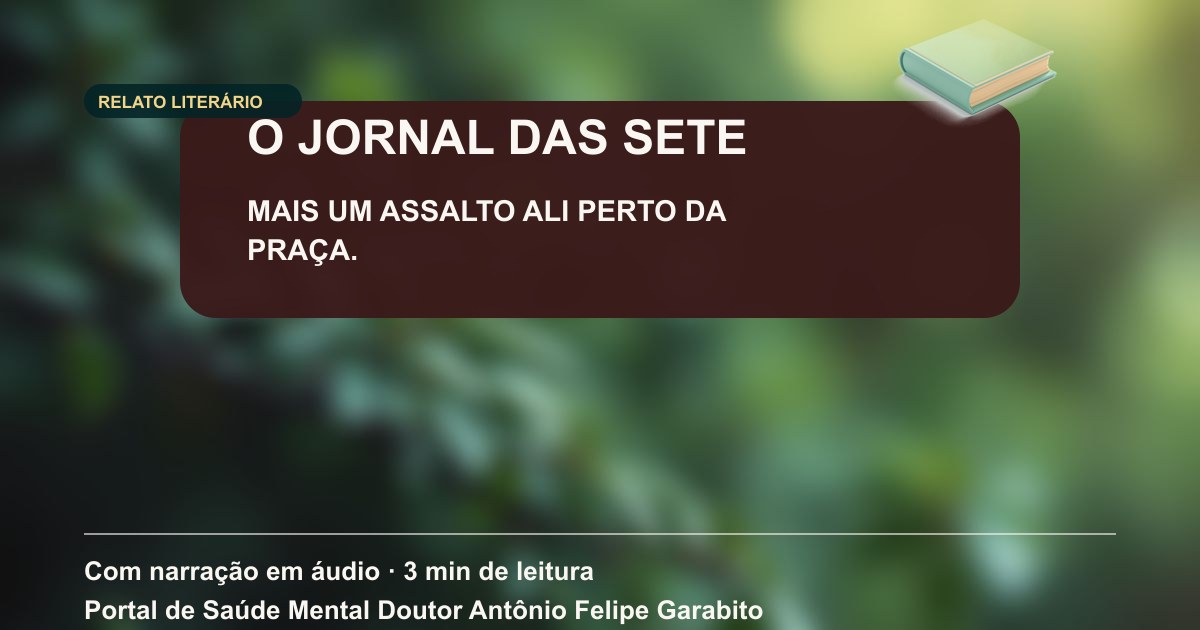 RELATO LITERÁRIO
O JORNAL DAS SETE
MAIS UM ASSALTO ALI PERTO DA
PRAÇA.
Com narração em áudio · 3 min de leitura
Portal de Saúde Mental Doutor Antônio Felipe Garabito